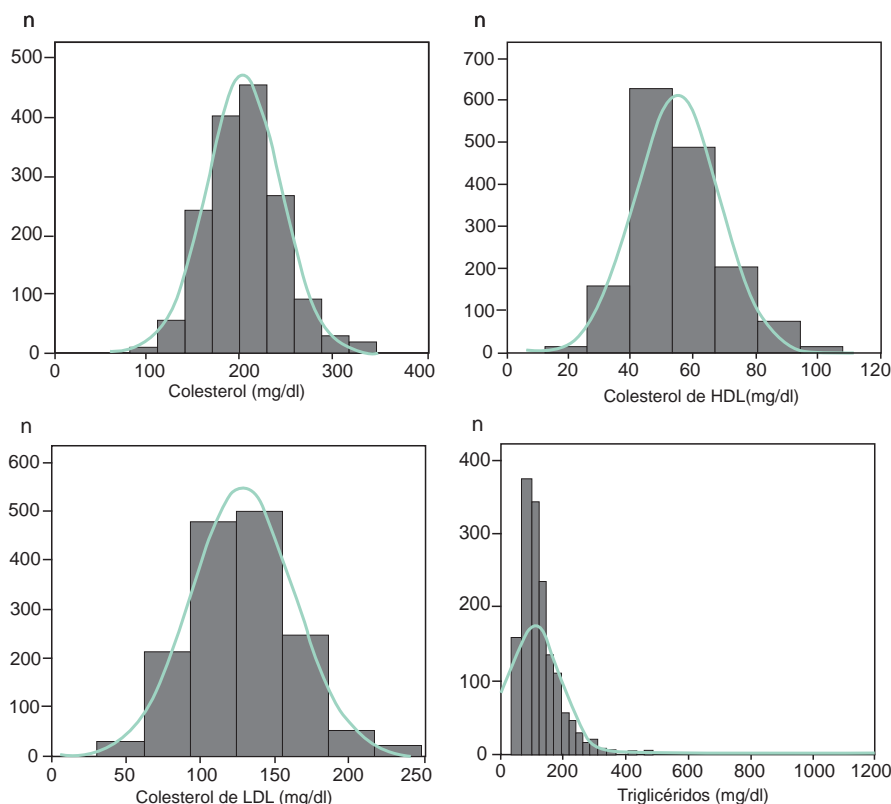 n
500
400
300
200
100
0
0 100 200 300 400
Colesterol (mg/dl)
n
700
600
500
400
300
200
100
0
0 20 40 60 80 100 120
Colesterol de HDL(mg/dl)
n
600
500
400
300
200
100
0
0 50 100 150 200 250
Colesterol de LDL (mg/dl)
n
400
300
200
100
0
0 200 400 600 800 1000 1200
Triglicéridos (mg/dl)